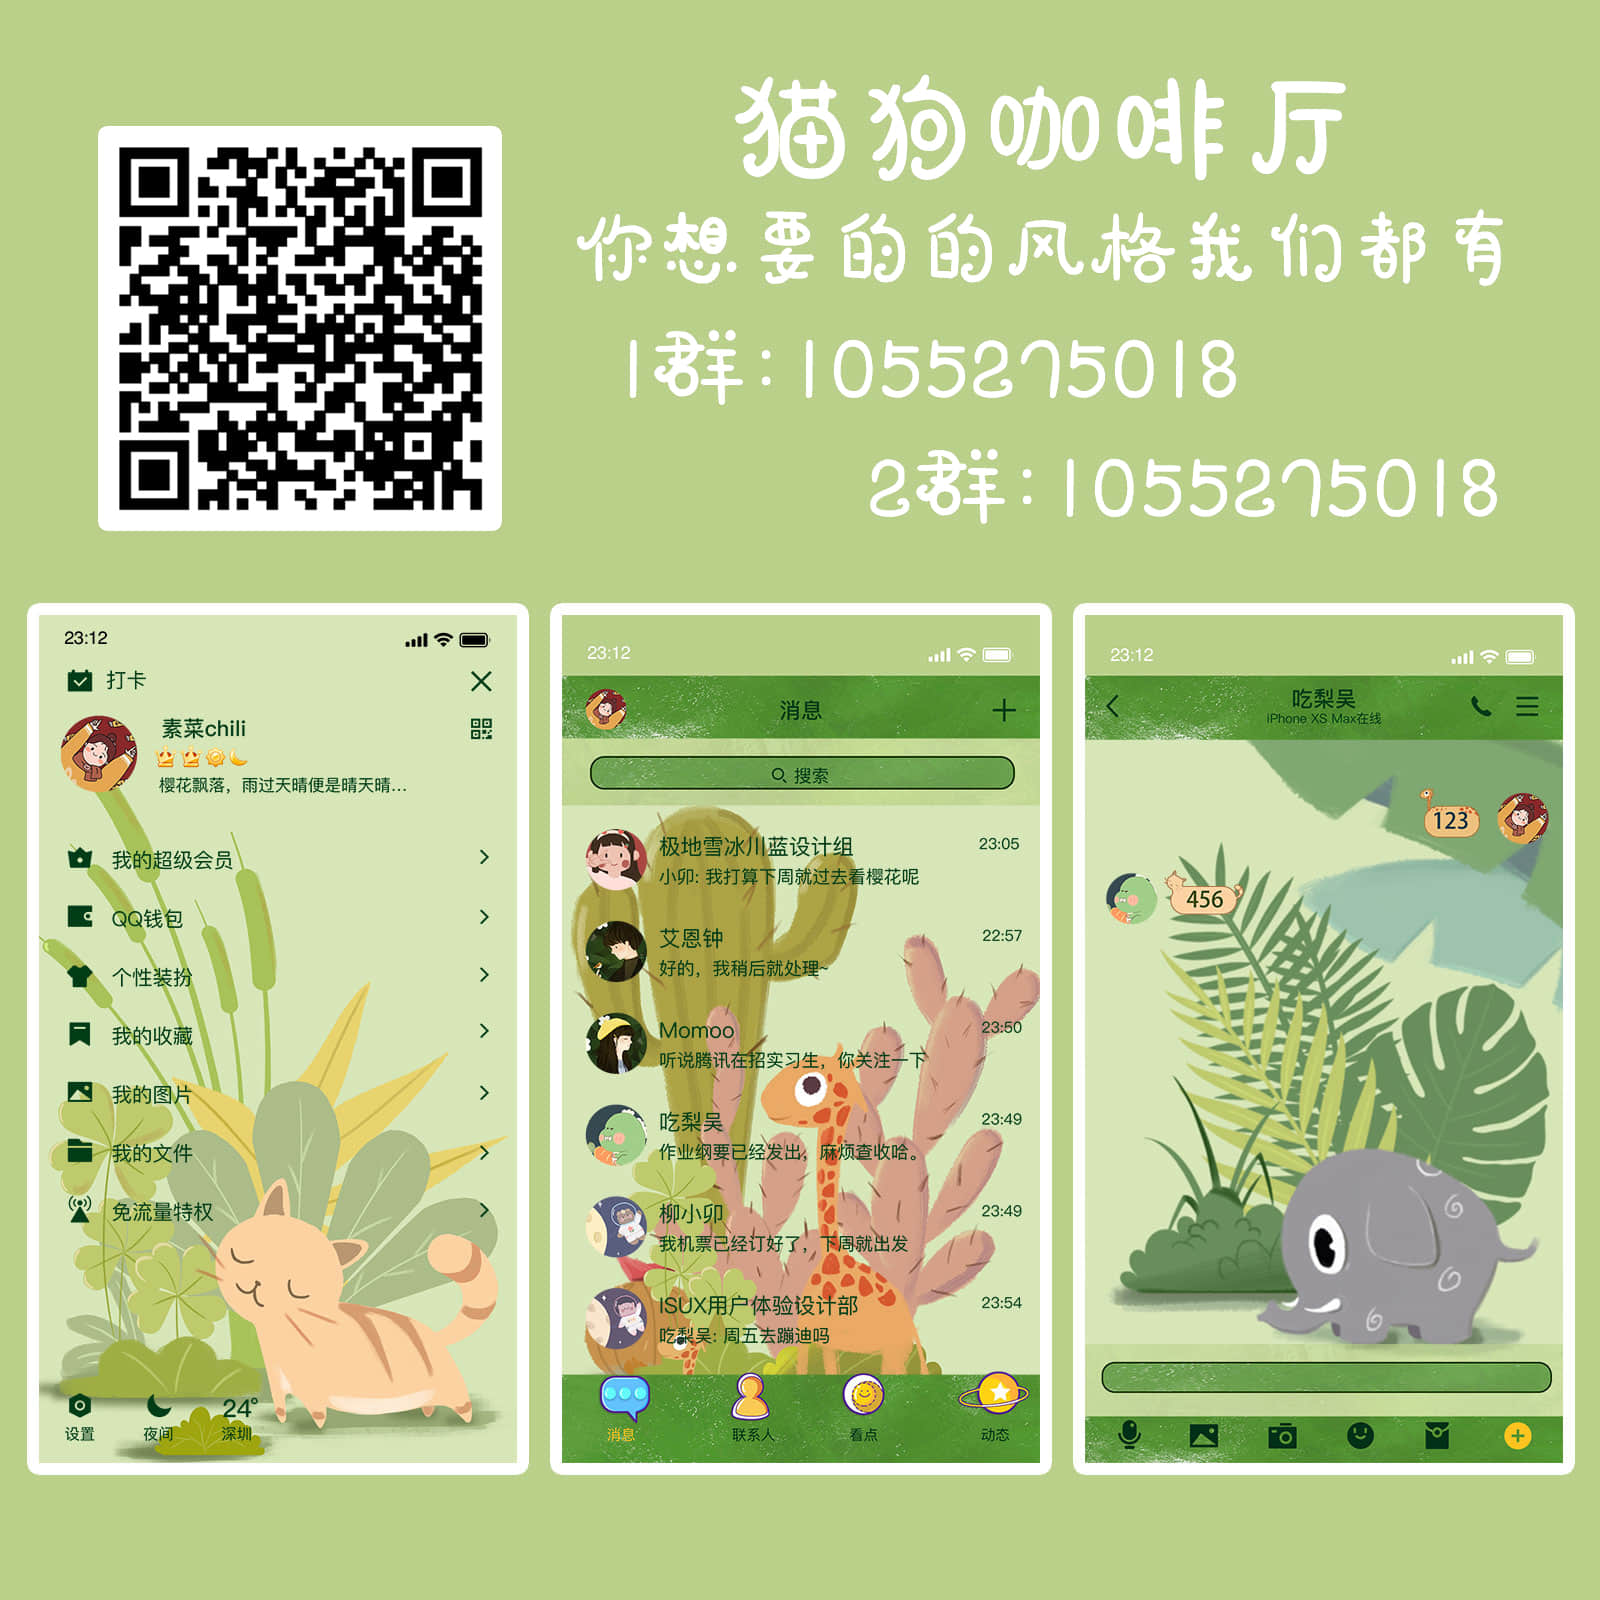 猫狗咖啡厅
你想要的的风格我们都有
1群:1055275018
2群:1055275018
23:12
打卡
素菜chili
樱花飘落，雨过天晴便是晴天晴...
我的超级会员
QQ钱包
个性装扮
我的收藏
我的图片
我的文件
免流量特权
24°
设置 夜间 深圳
23:12
消息
搜索
极地雪冰川蓝设计组 23:05
小卯: 我打算下周就过去看樱花呢
艾恩钟 22:57
好的，我稍后就处理~
Momoo 23:50
听说腾讯在招实习生，你关注一下
吃梨吴 23:49
作业纲要已经发出，麻烦查收哈。
柳小卯 23:49
我机票已经订好了，下周就出发
ISUX用户体验设计部 23:54
吃梨吴: 周五去蹦迪吗
消息 联系人 看点 动态
23:12
吃梨吴
iPhone XS Max在线
123
456